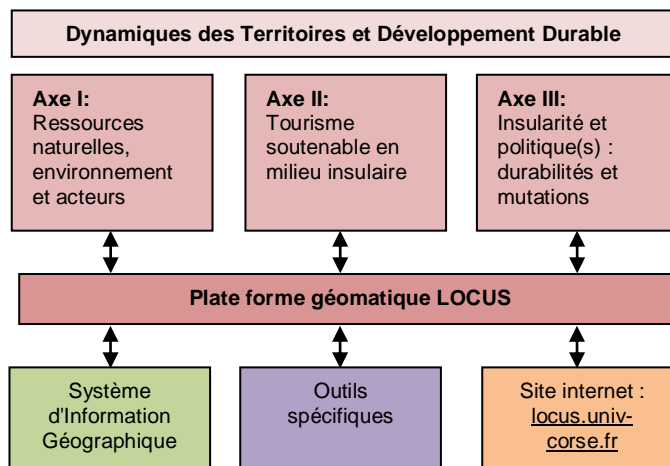 Dynamiques des Territoires et Développement Durable
Axe I:
Ressources
naturelles,
environnement
et acteurs
Axe II:
Tourisme
soutenable en
milieu insulaire
Axe III:
Insularité et
politique(s) :
durabilités et
mutations
Plate forme géomatique LOCUS
Système
d'Information
Géographique
Outils
spécifiques
Site internet :
locus.univ-
corse.fr